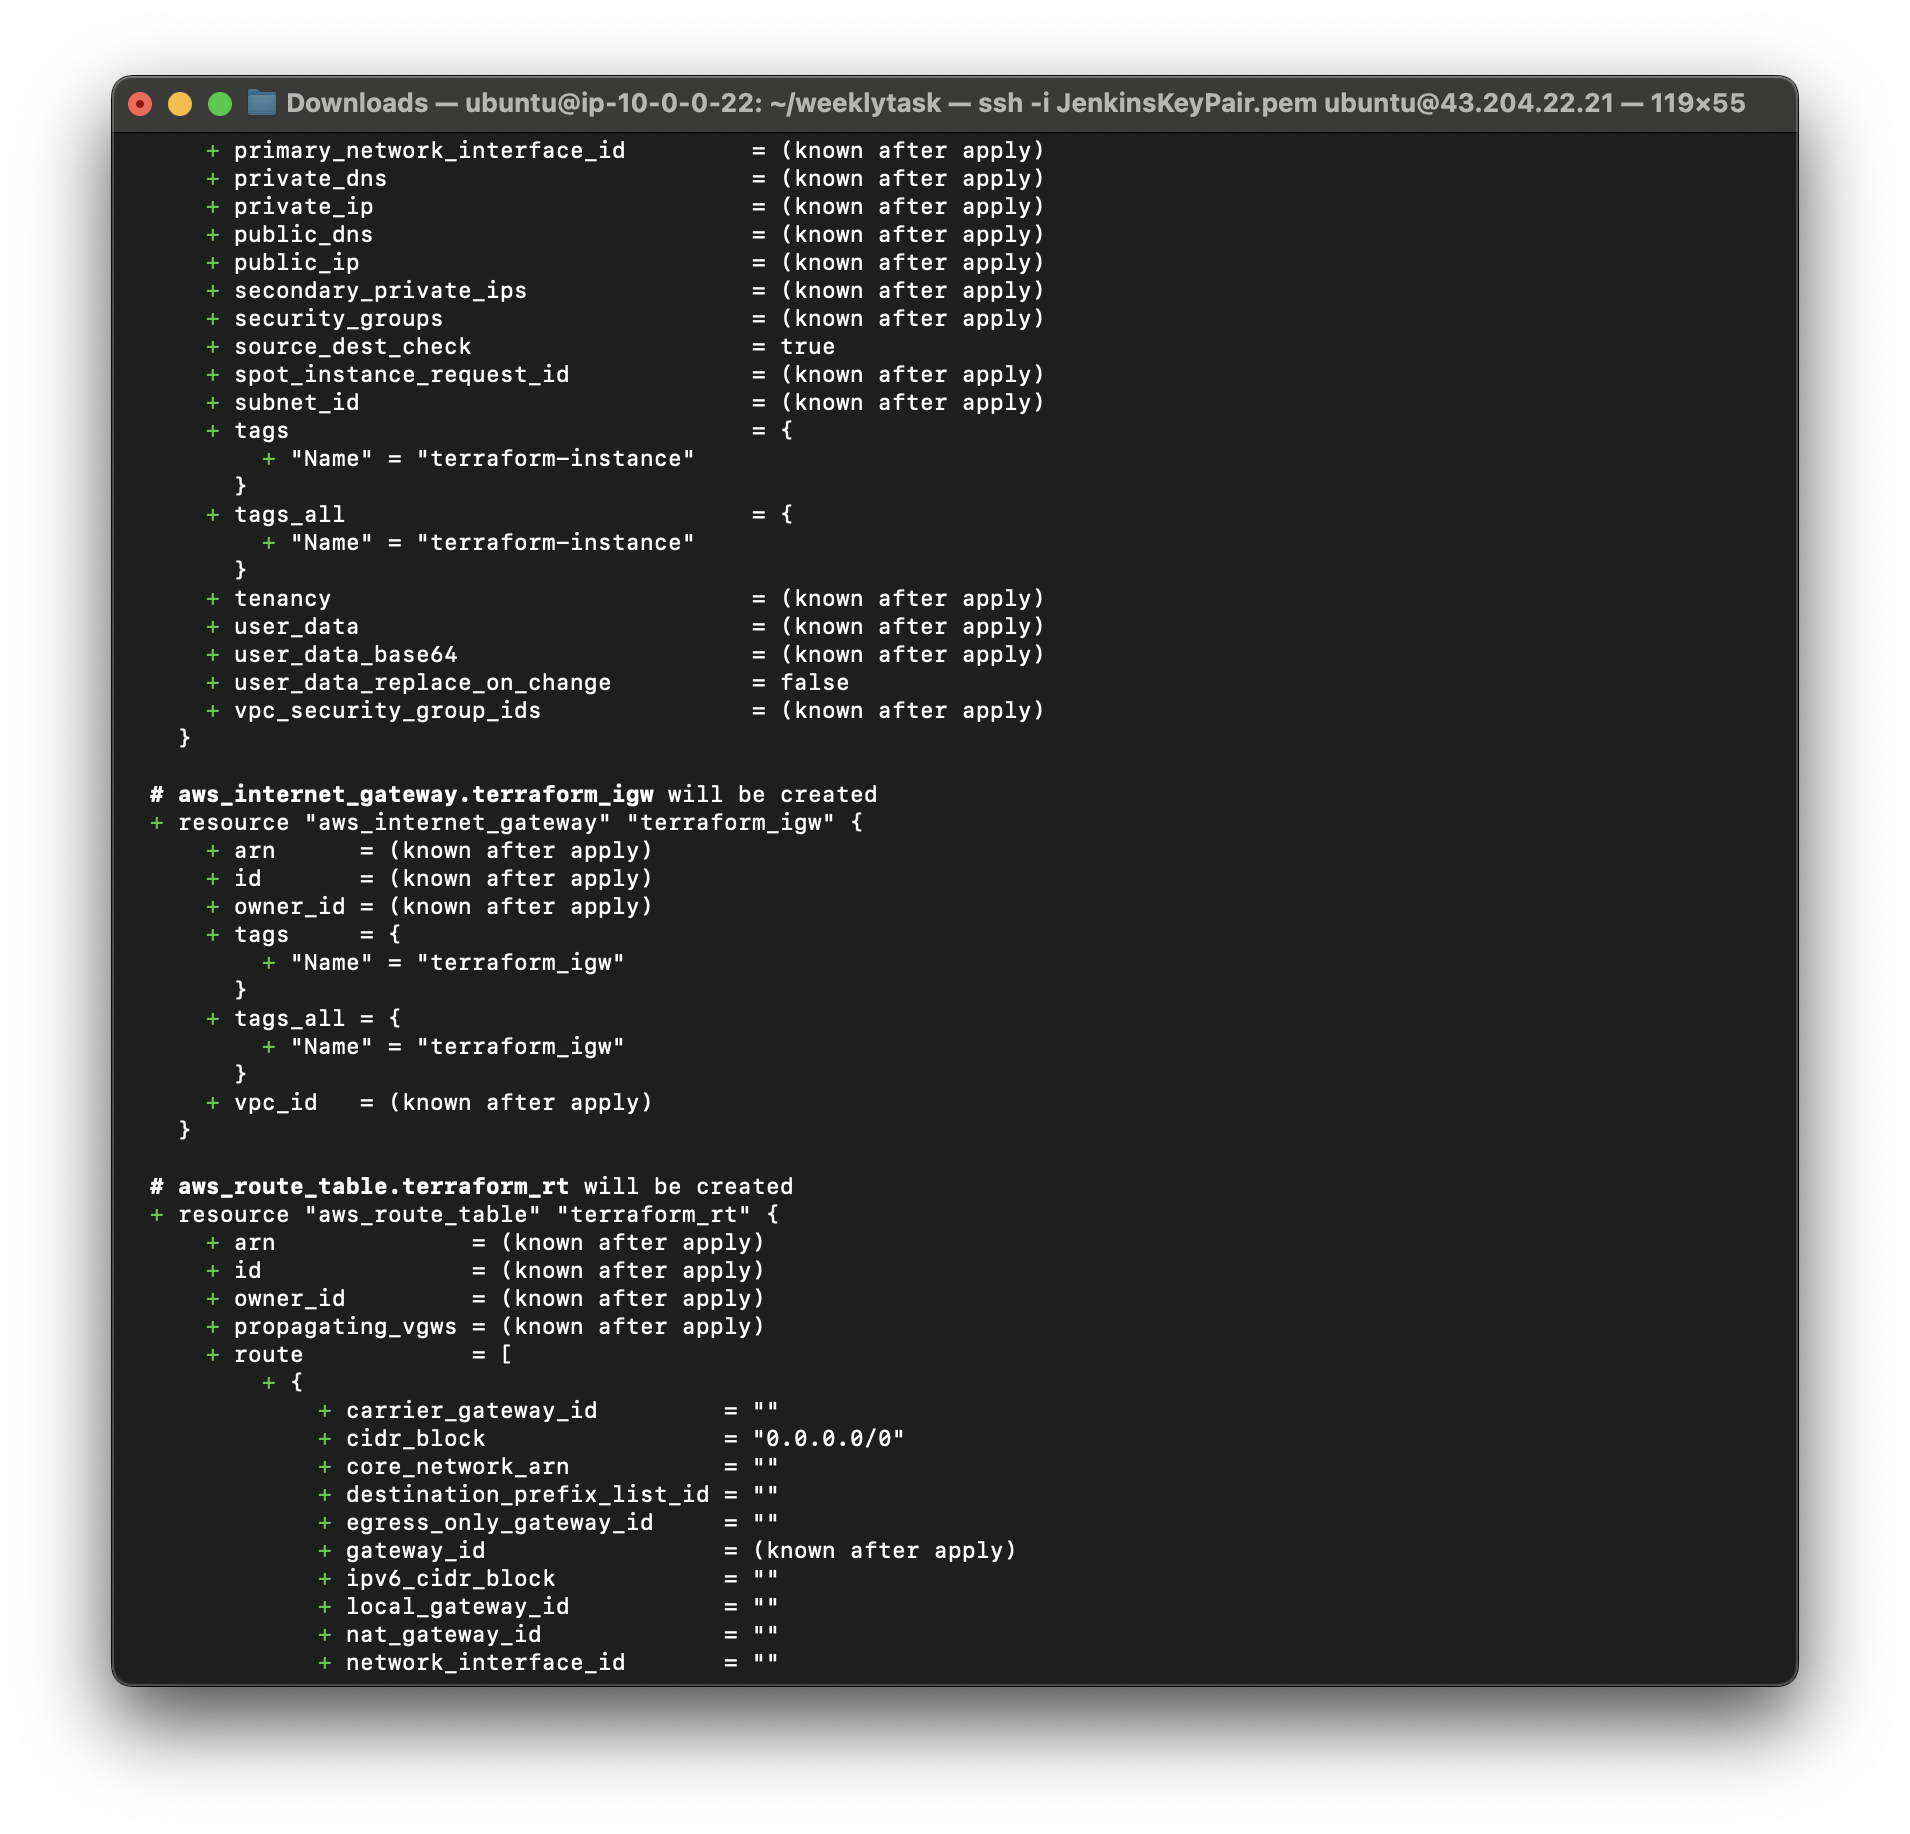 Downloads — ubuntu@ip-10-0-0-22: ~/weeklytask — ssh -i JenkinsKeyPair.pem ubuntu@43.204.22.21 — 119×55
+ primary_network_interface_id = (known after apply)
+ private_dns = (known after apply)
+ private_ip = (known after apply)
+ public_dns = (known after apply)
+ public_ip = (known after apply)
+ secondary_private_ips = (known after apply)
+ security_groups = (known after apply)
+ source_dest_check = true
+ spot_instance_request_id = (known after apply)
+ subnet_id = (known after apply)
+ tags = {
+ "Name" = "terraform-instance"
}
+ tags_all = {
+ "Name" = "terraform-instance"
}
+ tenancy = (known after apply)
+ user_data = (known after apply)
+ user_data_base64 = (known after apply)
+ user_data_replace_on_change = false
+ vpc_security_group_ids = (known after apply)
}
# aws_internet_gateway.terraform_igw will be created
+ resource "aws_internet_gateway" "terraform_igw" {
+ arn = (known after apply)
+ id = (known after apply)
+ owner_id = (known after apply)
+ tags = {
+ "Name" = "terraform_igw"
}
+ tags_all = {
+ "Name" = "terraform_igw"
}
+ vpc_id = (known after apply)
}
# aws_route_table.terraform_rt will be created
+ resource "aws_route_table" "terraform_rt" {
+ arn = (known after apply)
+ id = (known after apply)
+ owner_id = (known after apply)
+ propagating_vgws = (known after apply)
+ route = [
+ {
+ carrier_gateway_id = ""
+ cidr_block = "0.0.0.0/0"
+ core_network_arn = ""
+ destination_prefix_list_id = ""
+ egress_only_gateway_id = ""
+ gateway_id = (known after apply)
+ ipv6_cidr_block = ""
+ local_gateway_id = ""
+ nat_gateway_id = ""
+ network_interface_id = ""